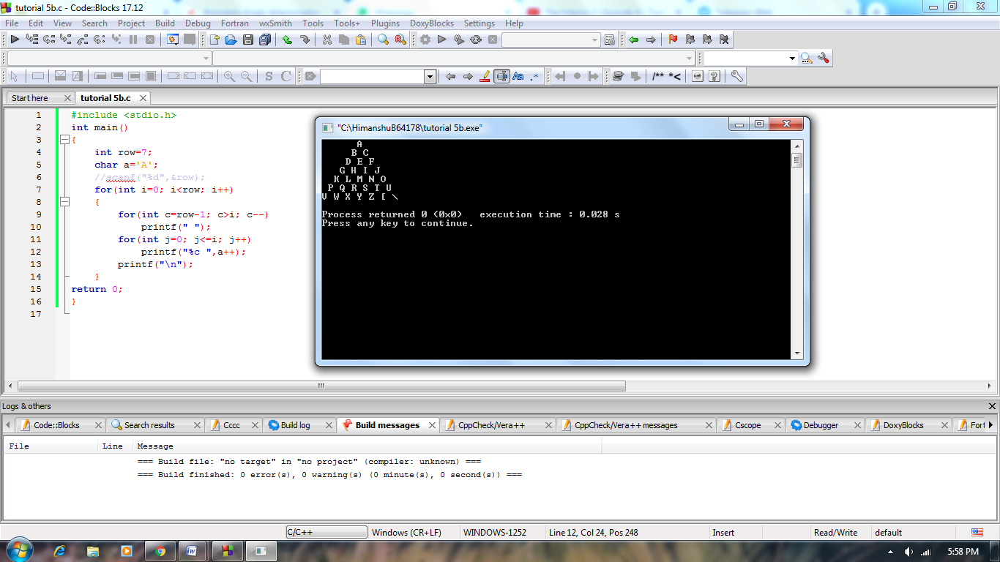 tutorial 5b.c - Code::Blocks 17.12
File Edit View Search Project Build Debug Fortran wxSmith Tools Tools+ Plugins DoxyBlocks Settings Help
S C Aa .* /** *<
Start here tutorial 5b.c
1 #include <stdio.h>
2 int main()
3 {
4     int row=7;
5     char a='A';
6     //scanf("%d",&row);
7     for(int i=0; i<row; i++)
8     {
9         for(int c=row-1; c>i; c--)
10             printf(" ");
11         for(int j=0; j<=i; j++)
12             printf("%c ",a++);
13         printf("\n");
14     }
15 return 0;
16 }
17
"C:\HimanshuB64178\tutorial 5b.exe"
      A
     B C
    D E F
   G H I J
  K L M N O
 P Q R S T U
V W X Y Z [ \
Process returned 0 (0x0)   execution time : 0.028 s
Press any key to continue.
Logs & others
Code::Blocks Search results Cccc Build log Build messages CppCheck/Vera++ CppCheck/Vera++ messages Cscope Debugger DoxyBlocks Fort
File Line Message
=== Build file: "no target" in "no project" (compiler: unknown) ===
=== Build finished: 0 error(s), 0 warning(s) (0 minute(s), 0 second(s)) ===
C/C++ Windows (CR+LF) WINDOWS-1252 Line 12, Col 24, Pos 248 Insert Read/Write default
5:58 PM